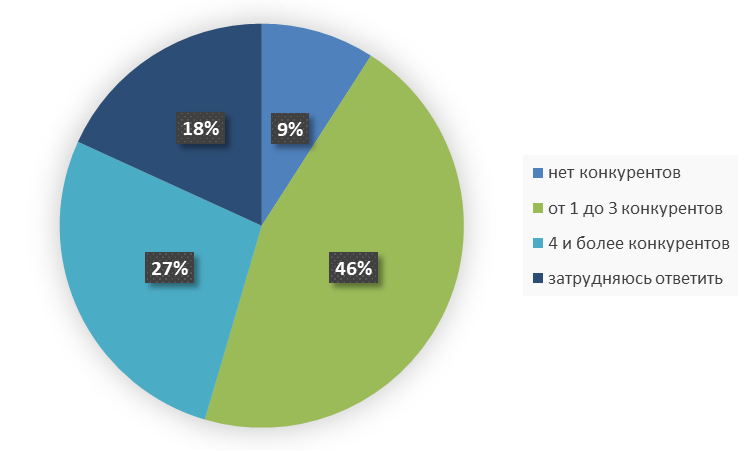 18%
9%
27%
46%
нет конкурентов
от 1 до 3 конкурентов
4 и более конкурентов
затрудняюсь ответить